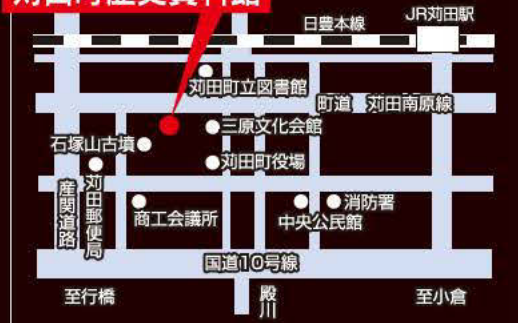 苅田町歴史資料館
日豊本線
JR苅田駅
苅田町立図書館
町道 苅田南原線
三原文化会館
石塚山古墳
苅田町役場
産関道路
苅田郵便局
商工会議所
消防署
中央公民館
国道10号線
至行橋
殿川
至小倉